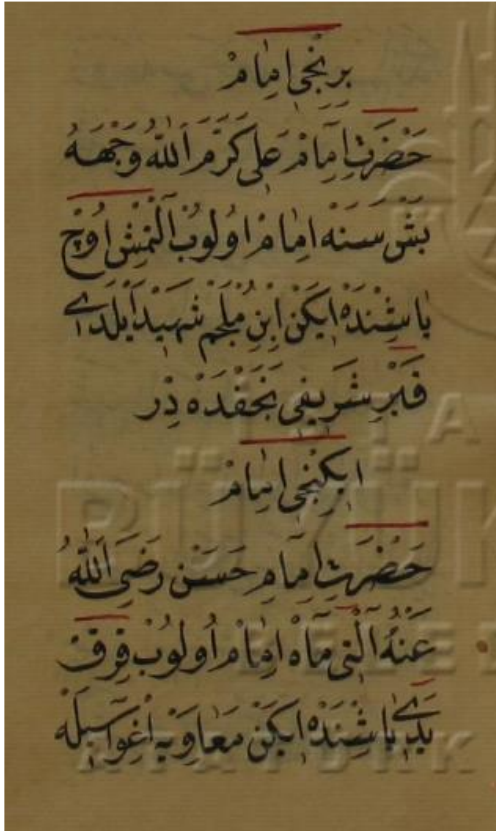 برنجی امام
حضرت امام علی کرم الله وجهه
بش سنه امام اولوب التمش اوچ
یاشنده ایکن ابن ملجم شهید ایلدی
قبر شریفی نجفده در
ایکنجی امام
حضرت امام حسن رضی الله
عنه التی ماه امام اولوب قرق
یدی یاشنده ایکن معاویه اغواسیله